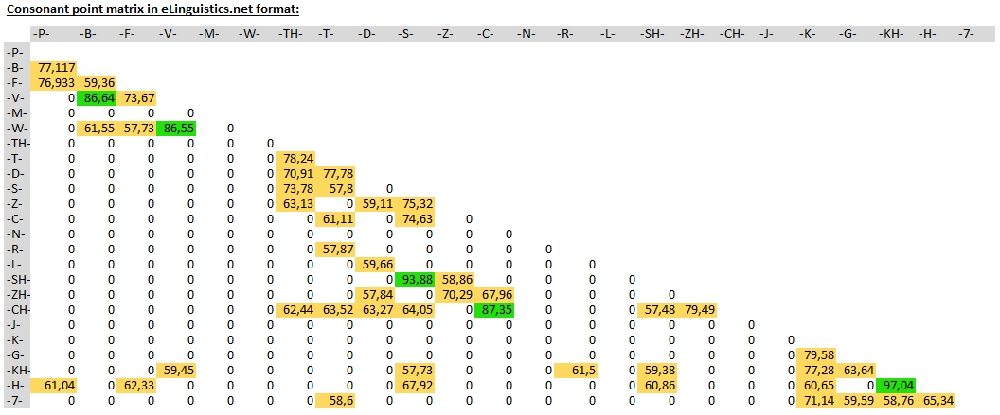 Consonant point matrix in eLinguistics.net format:
-P- -B- -F- -V- -M- -W- -TH- -T- -D- -S- -Z- -C- -N- -R- -L- -SH- -ZH- -CH- -J- -K- -G- -KH- -H- -7-
-P-
-B- 77,117
-F- 76,933 59,36
-V- 0 86,64 73,67
-M- 0 0 0 0
-W- 0 61,55 57,73 86,55 0
-TH- 0 0 0 0 0 0
-T- 0 0 0 0 0 0 78,24
-D- 0 0 0 0 0 0 70,91 77,78
-S- 0 0 0 0 0 0 73,78 57,8 0
-Z- 0 0 0 0 0 0 63,13 0 59,11 75,32
-C- 0 0 0 0 0 0 0 61,11 0 74,63 0
-N- 0 0 0 0 0 0 0 0 0 0 0 0
-R- 0 0 0 0 0 0 0 57,87 0 0 0 0 0
-L- 0 0 0 0 0 0 0 0 59,66 0 0 0 0 0
-SH- 0 0 0 0 0 0 0 0 0 93,88 58,86 0 0 0 0
-ZH- 0 0 0 0 0 0 0 0 57,84 0 70,29 67,96 0 0 0 0
-CH- 0 0 0 0 0 0 62,44 63,52 63,27 64,05 0 87,35 0 0 0 57,48 79,49
-J- 0 0 0 0 0 0 0 0 0 0 0 0 0 0 0 0 0 0
-K- 0 0 0 0 0 0 0 0 0 0 0 0 0 0 0 0 0 0 0
-G- 0 0 0 0 0 0 0 0 0 0 0 0 0 0 0 0 0 0 0 79,58
-KH- 0 0 0 59,45 0 0 0 0 0 57,73 0 0 0 61,5 0 59,38 0 0 0 77,28 63,64
-H- 61,04 0 62,33 0 0 0 0 0 0 67,92 0 0 0 0 0 60,86 0 0 0 60,65 0 97,04
-7- 0 0 0 0 0 0 0 58,6 0 0 0 0 0 0 0 0 0 0 0 71,14 59,59 58,76 65,34